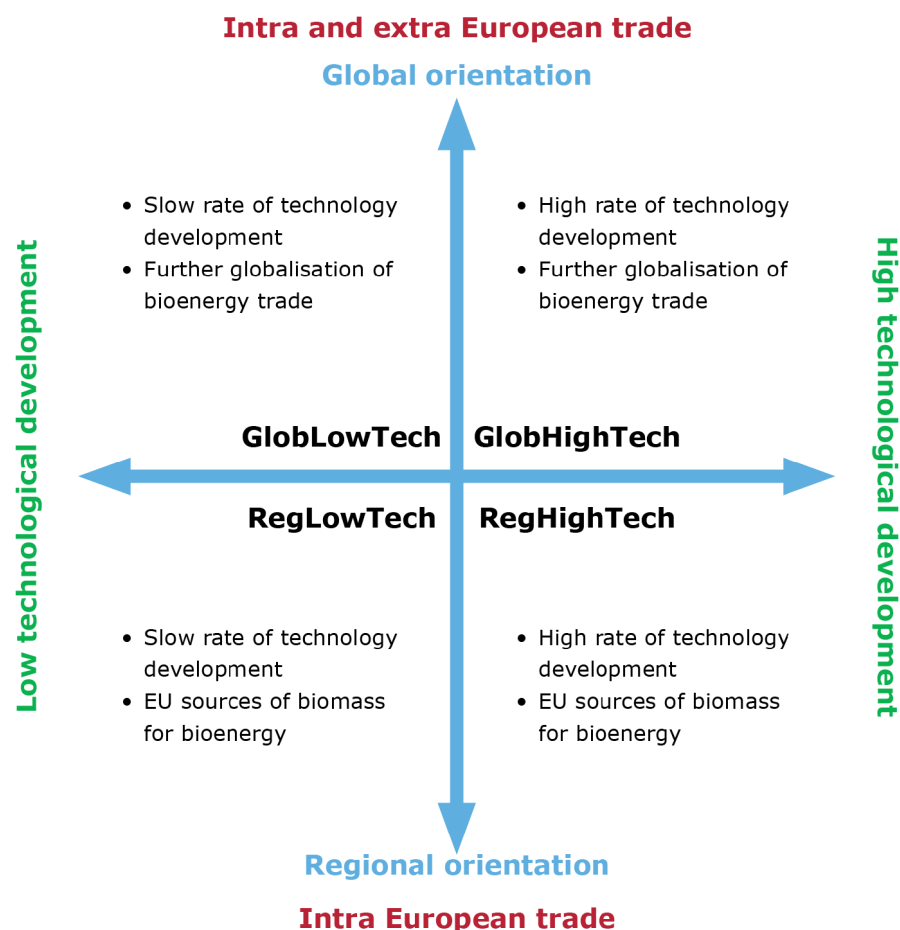 Intra and extra European trade
Global orientation
• Slow rate of technology
development
• Further globalisation of
bioenergy trade
• High rate of technology
development
• Further globalisation of
bioenergy trade
Low technological development
High technological development
GlobLowTech
GlobHighTech
RegLowTech
RegHighTech
• Slow rate of technology
development
• EU sources of biomass
for bioenergy
• High rate of technology
development
• EU sources of biomass
for bioenergy
Regional orientation
Intra European trade